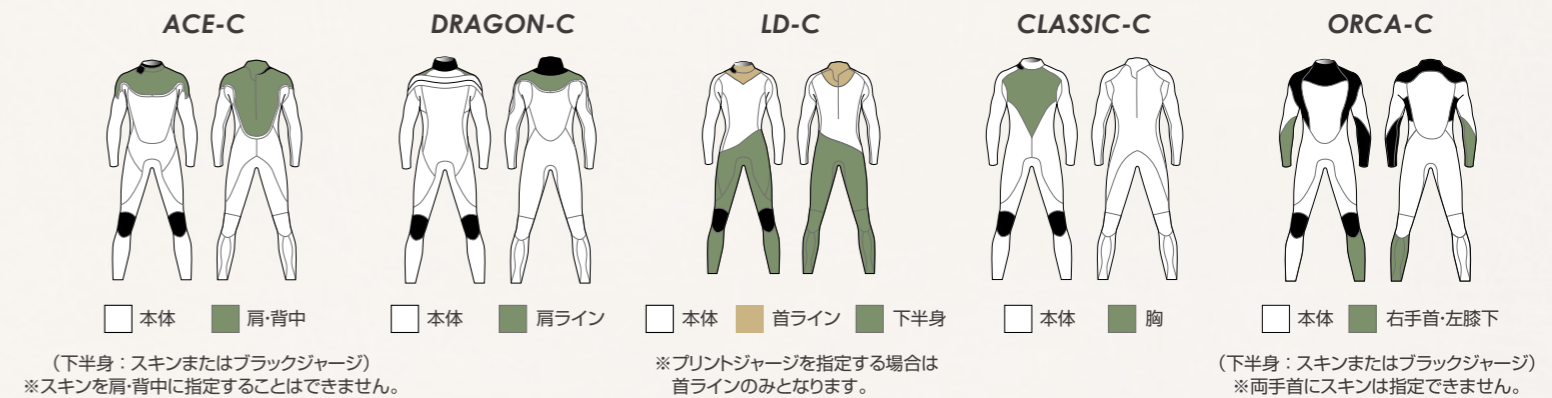 ACE-C
DRAGON-C
LD-C
CLASSIC-C
ORCA-C
本体 肩・背中
本体 肩ライン
本体 首ライン 下半身
本体 胸
本体 右手首・左膝下
（下半身：スキンまたはブラックジャージ）
※スキンを肩・背中に指定することはできません。
※プリントジャージを指定する場合は
首ラインのみとなります。
（下半身：スキンまたはブラックジャージ）
※両手首にスキンは指定できません。